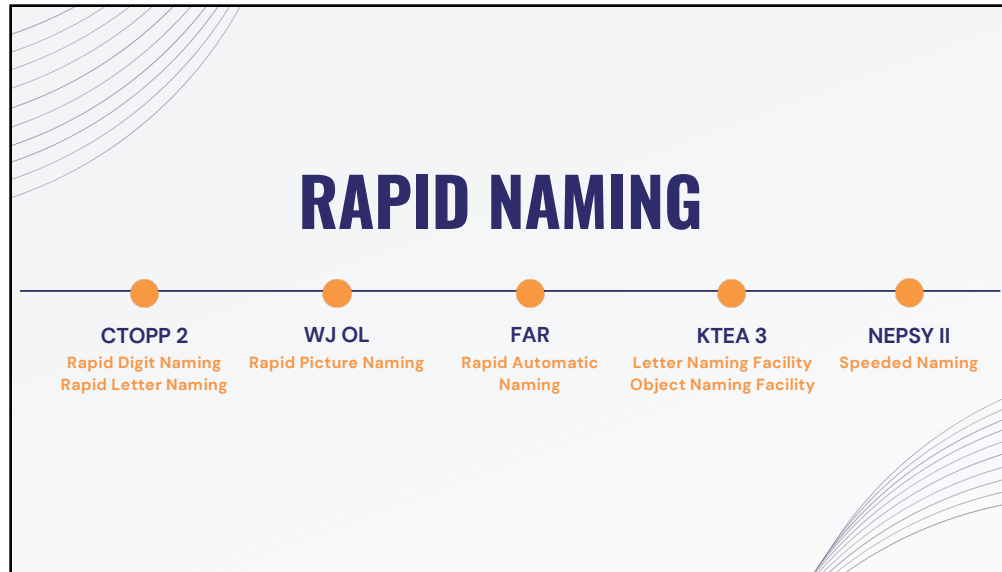 RAPID NAMING
CTOPP 2
Rapid Digit Naming
Rapid Letter Naming
WJ OL
Rapid Picture Naming
FAR
Rapid Automatic
Naming
KTEA 3
Letter Naming Facility
Object Naming Facility
NEPSY II
Speeded Naming